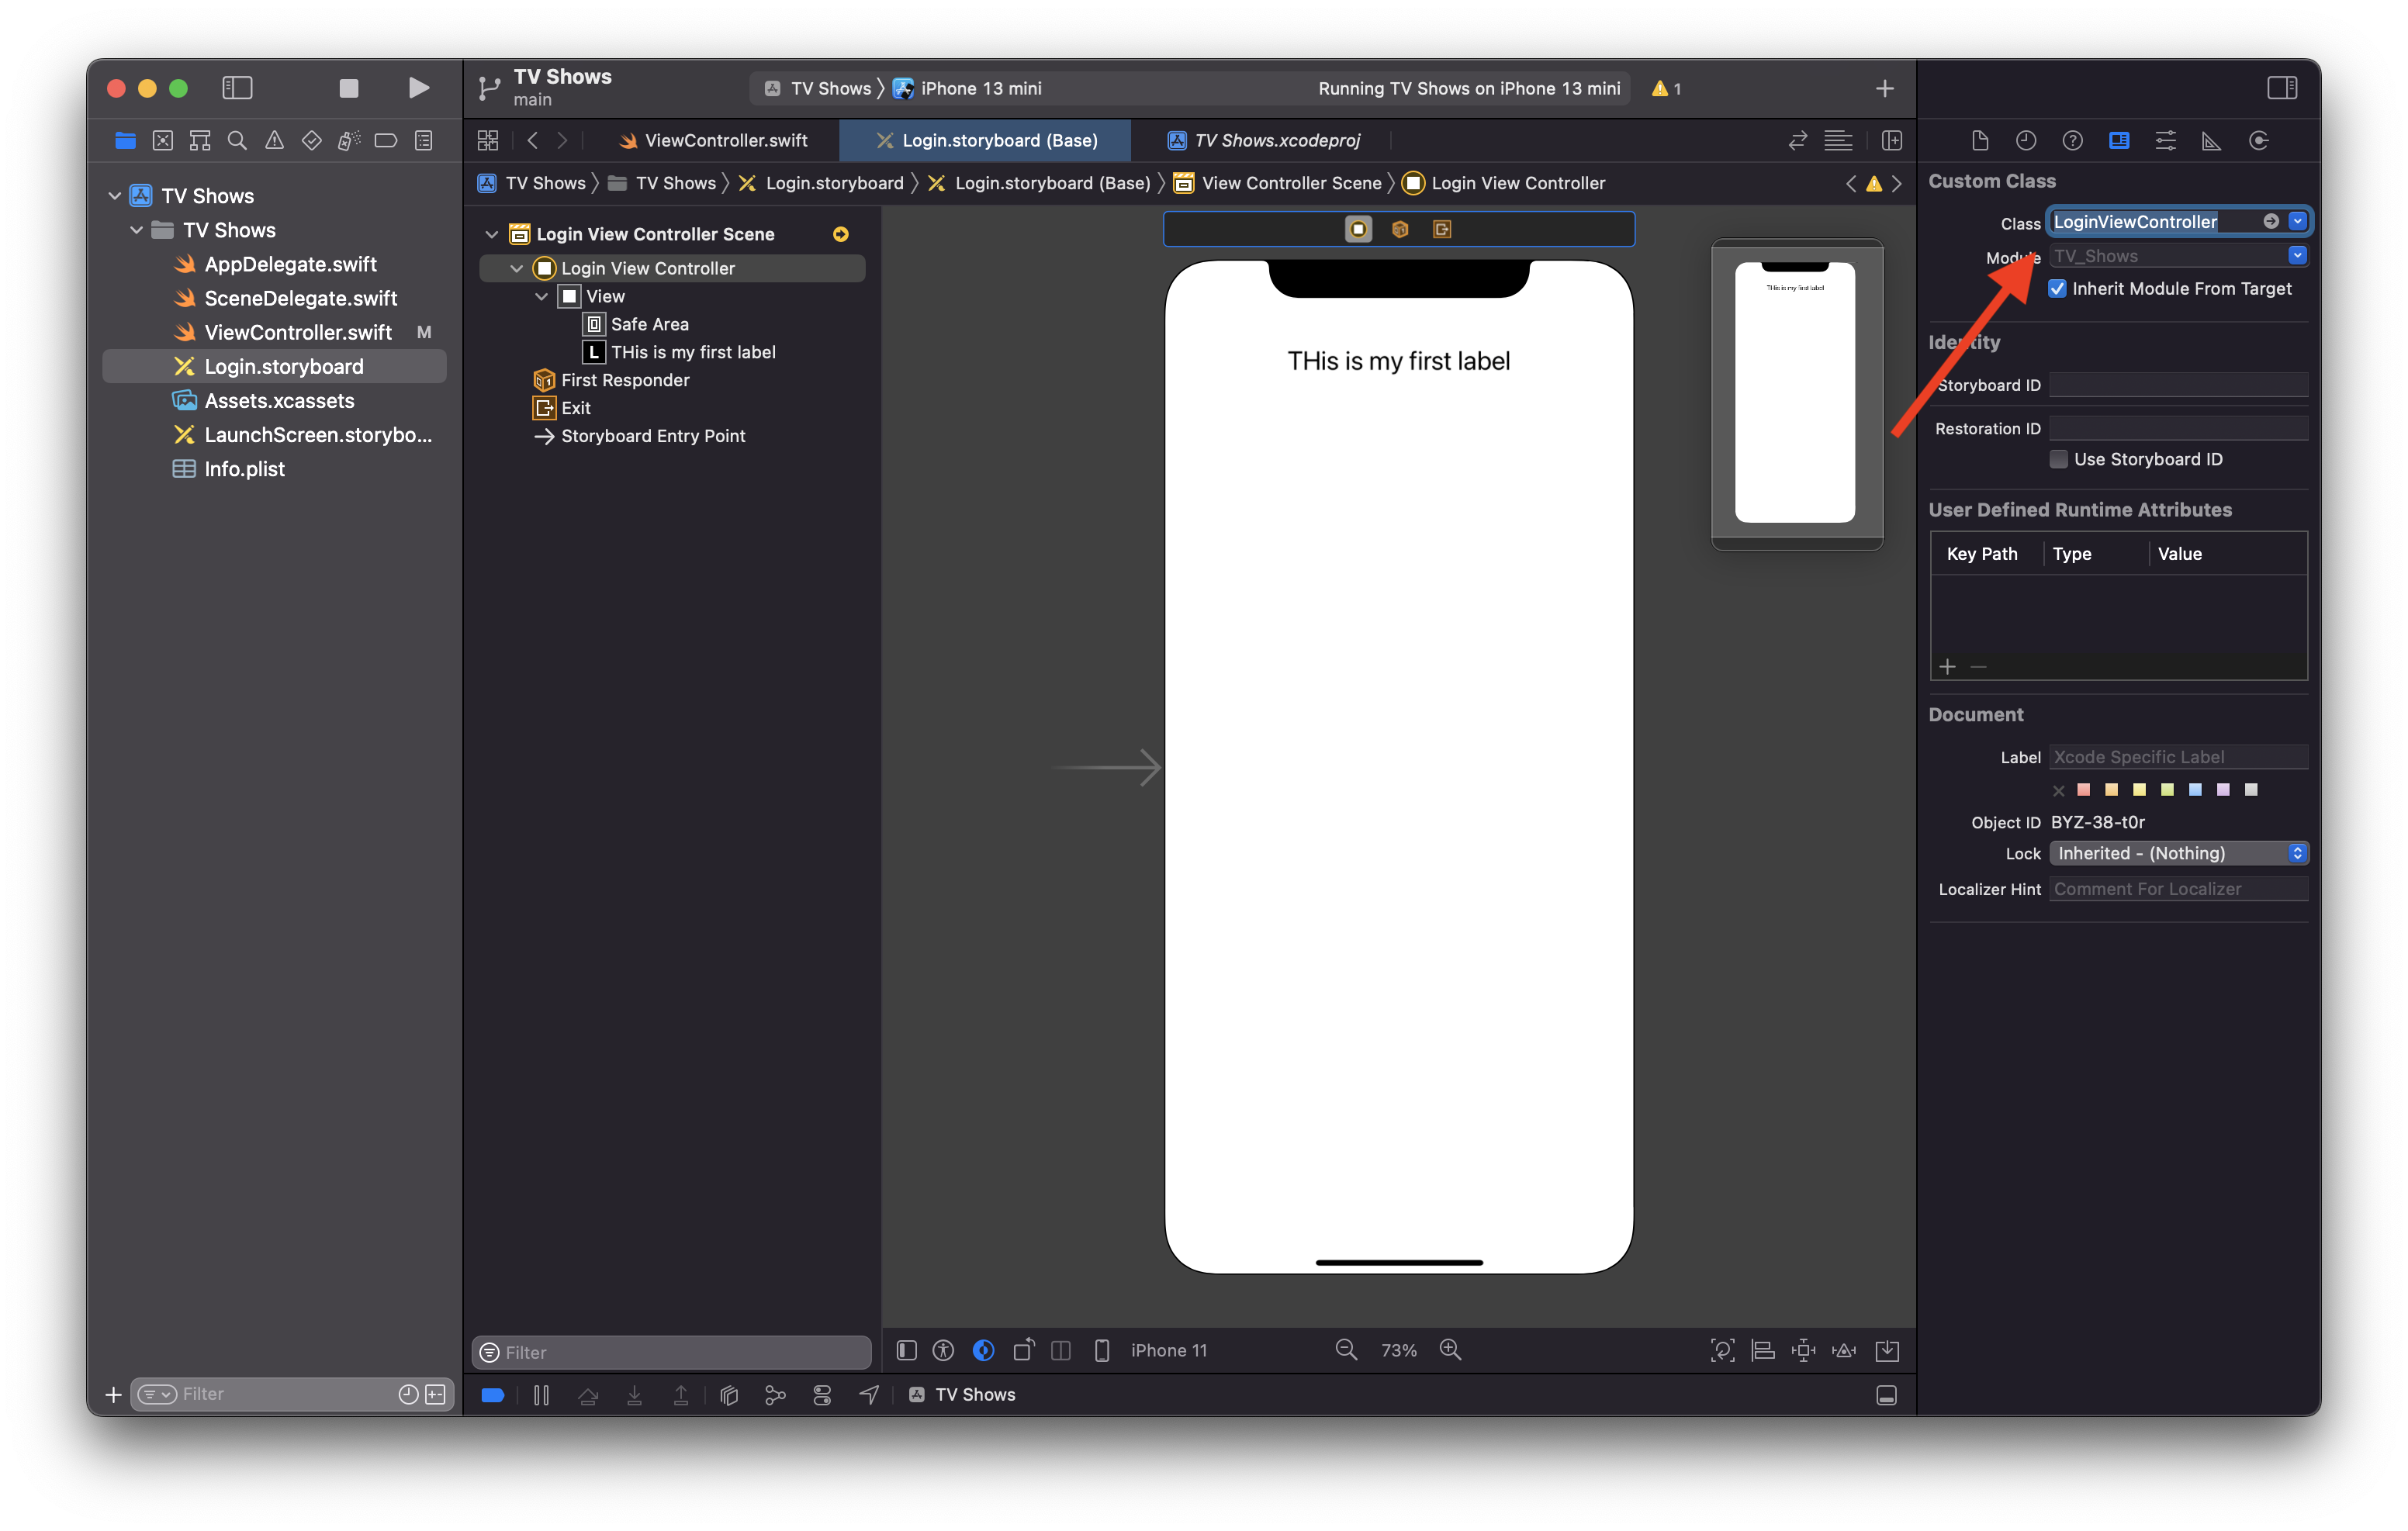 TV Shows
main
TV Shows
iPhone 13 mini
Running TV Shows on iPhone 13 mini
1
ViewController.swift
Login.storyboard (Base)
TV Shows.xcodeproj
TV Shows
TV Shows
Login.storyboard
Login.storyboard (Base)
View Controller Scene
Login View Controller
TV Shows
TV Shows
AppDelegate.swift
SceneDelegate.swift
ViewController.swift M
Login.storyboard
Assets.xcassets
LaunchScreen.storybo...
Info.plist
Filter
Login View Controller Scene
Login View Controller
View
Safe Area
L THis is my first label
First Responder
Exit
Storyboard Entry Point
Filter
THis is my first label
THis is my first label
iPhone 11
73%
TV Shows
Custom Class
Class LoginViewController
Module TV_Shows
Inherit Module From Target
Identity
Storyboard ID
Restoration ID
Use Storyboard ID
User Defined Runtime Attributes
Key Path Type Value
Document
Label Xcode Specific Label
Object ID BYZ-38-t0r
Lock Inherited - (Nothing)
Localizer Hint Comment For Localizer